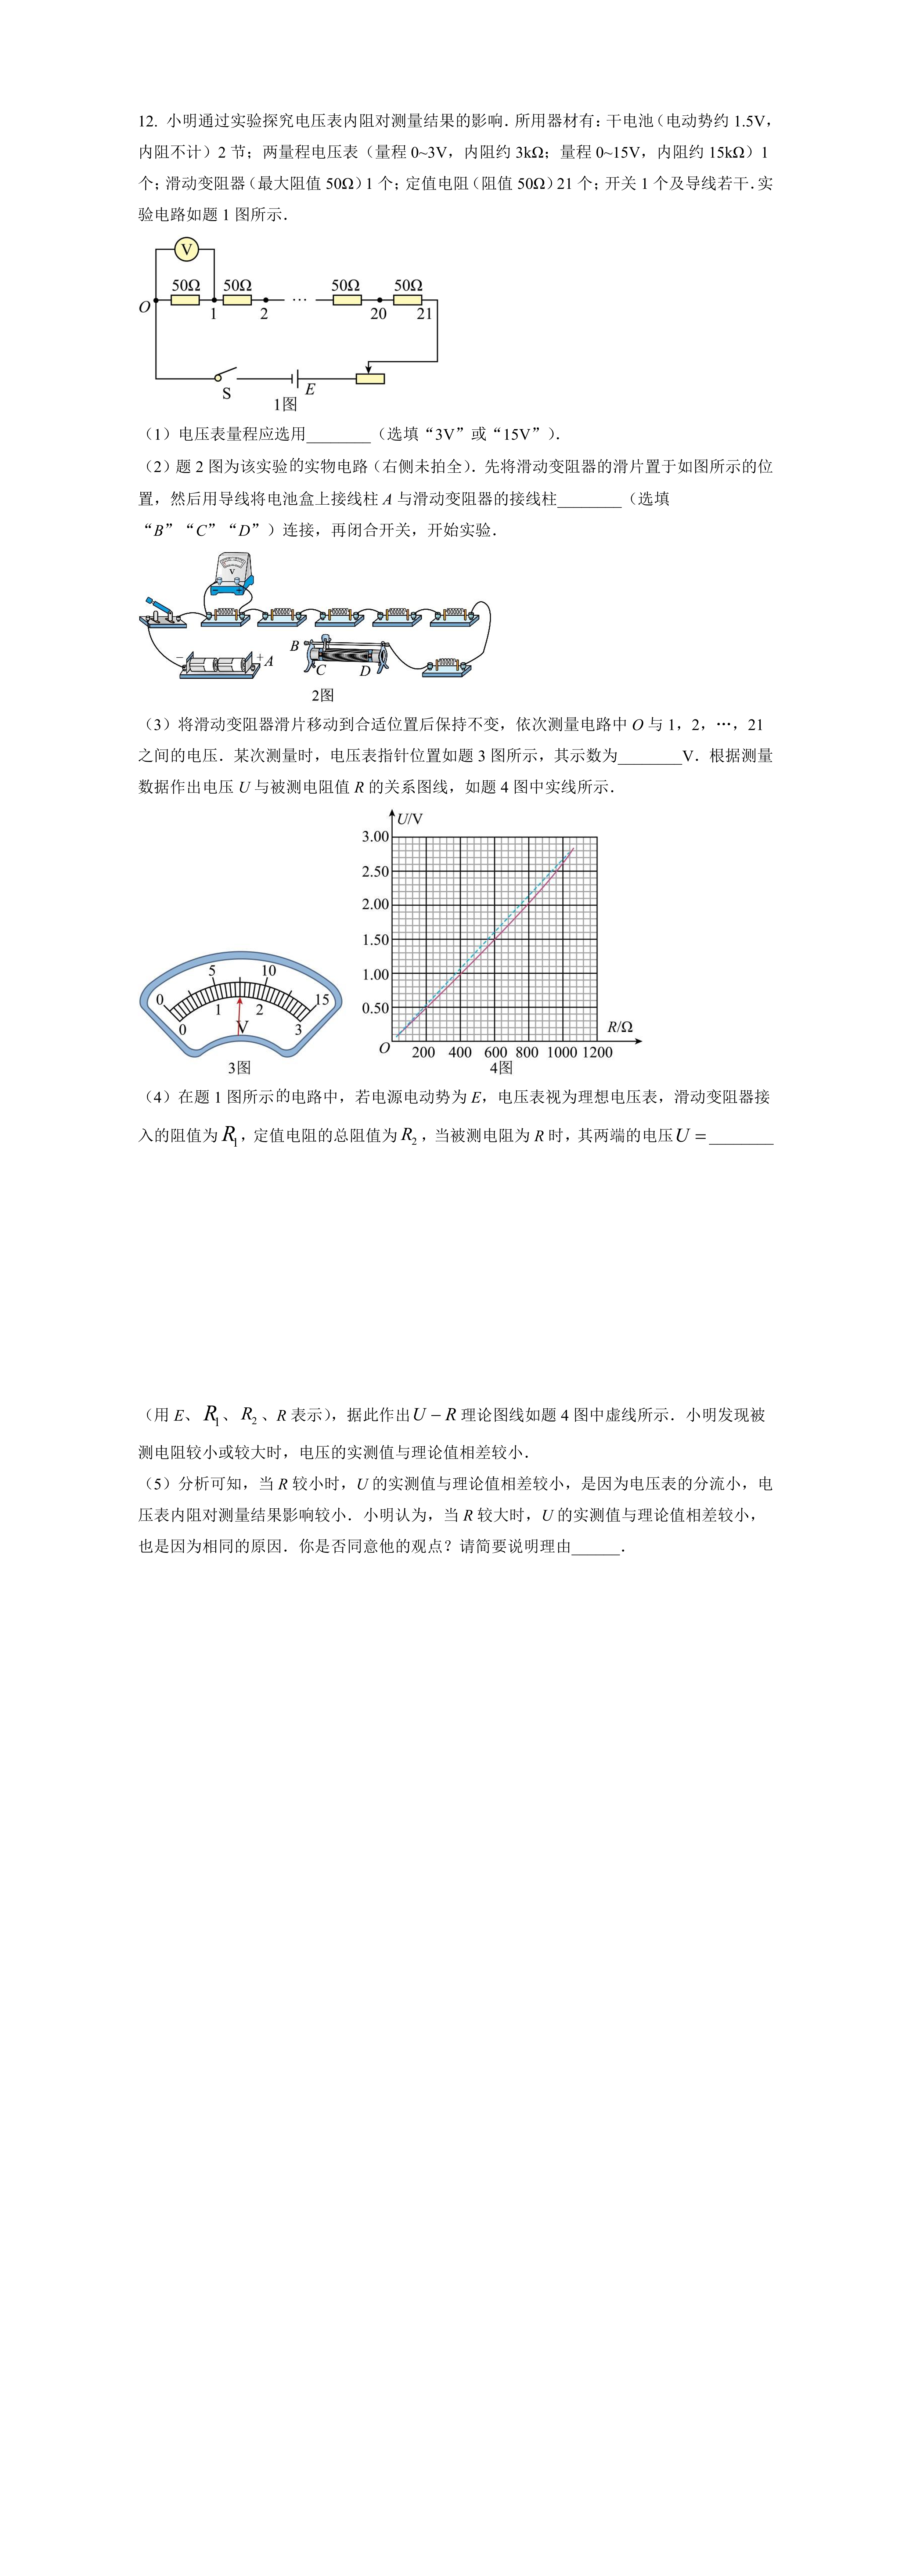 12. 小明通过实验探究电压表内阻对测量结果的影响. 所用器材有: 干电池(电动势约 1.5V,
内阻不计)2 节; 两量程电压表(量程 0~3V, 内阻约 3kΩ; 量程 0~15V, 内阻约 15kΩ) 1
个; 滑动变阻器(最大阻值 50Ω) 1 个; 定值电阻(阻值 50Ω) 21 个; 开关 1 个及导线若干. 实
验电路如题 1 图所示.
V
50Ω 50Ω 50Ω 50Ω
O 1 2 … 20 21
S E
1图
(1) 电压表量程应选用________(选填“3V”或“15V”).
(2) 题 2 图为该实验的实物电路(右侧未拍全). 先将滑动变阻器的滑片置于如图所示的位
置, 然后用导线将电池盒上接线柱 A 与滑动变阻器的接线柱________(选填
“B”“C”“D”)连接, 再闭合开关, 开始实验.
V
− + A B C D
2图
(3) 将滑动变阻器滑片移动到合适位置后保持不变, 依次测量电路中 O 与 1, 2, …, 21
之间的电压. 某次测量时, 电压表指针位置如题 3 图所示, 其示数为________V. 根据测量
数据作出电压 U 与被测电阻值 R 的关系图线, 如题 4 图中实线所示.
0 5 10 15
0 1 2 3
V
3图
U/V
3.00
2.50
2.00
1.50
1.00
0.50
R/Ω
O 200 400 600 800 1000 1200
4图
(4) 在题 1 图所示的电路中, 若电源电动势为 E, 电压表视为理想电压表, 滑动变阻器接
入的阻值为 R₁, 定值电阻的总阻值为 R₂, 当被测电阻为 R 时, 其两端的电压 U =________
(用 E、R₁、R₂、R 表示), 据此作出 U − R 理论图线如题 4 图中虚线所示. 小明发现被
测电阻较小或较大时, 电压的实测值与理论值相差较小.
(5) 分析可知, 当 R 较小时, U 的实测值与理论值相差较小, 是因为电压表的分流小, 电
压表内阻对测量结果影响较小. 小明认为, 当 R 较大时, U 的实测值与理论值相差较小,
也是因为相同的原因. 你是否同意他的观点? 请简要说明理由______.